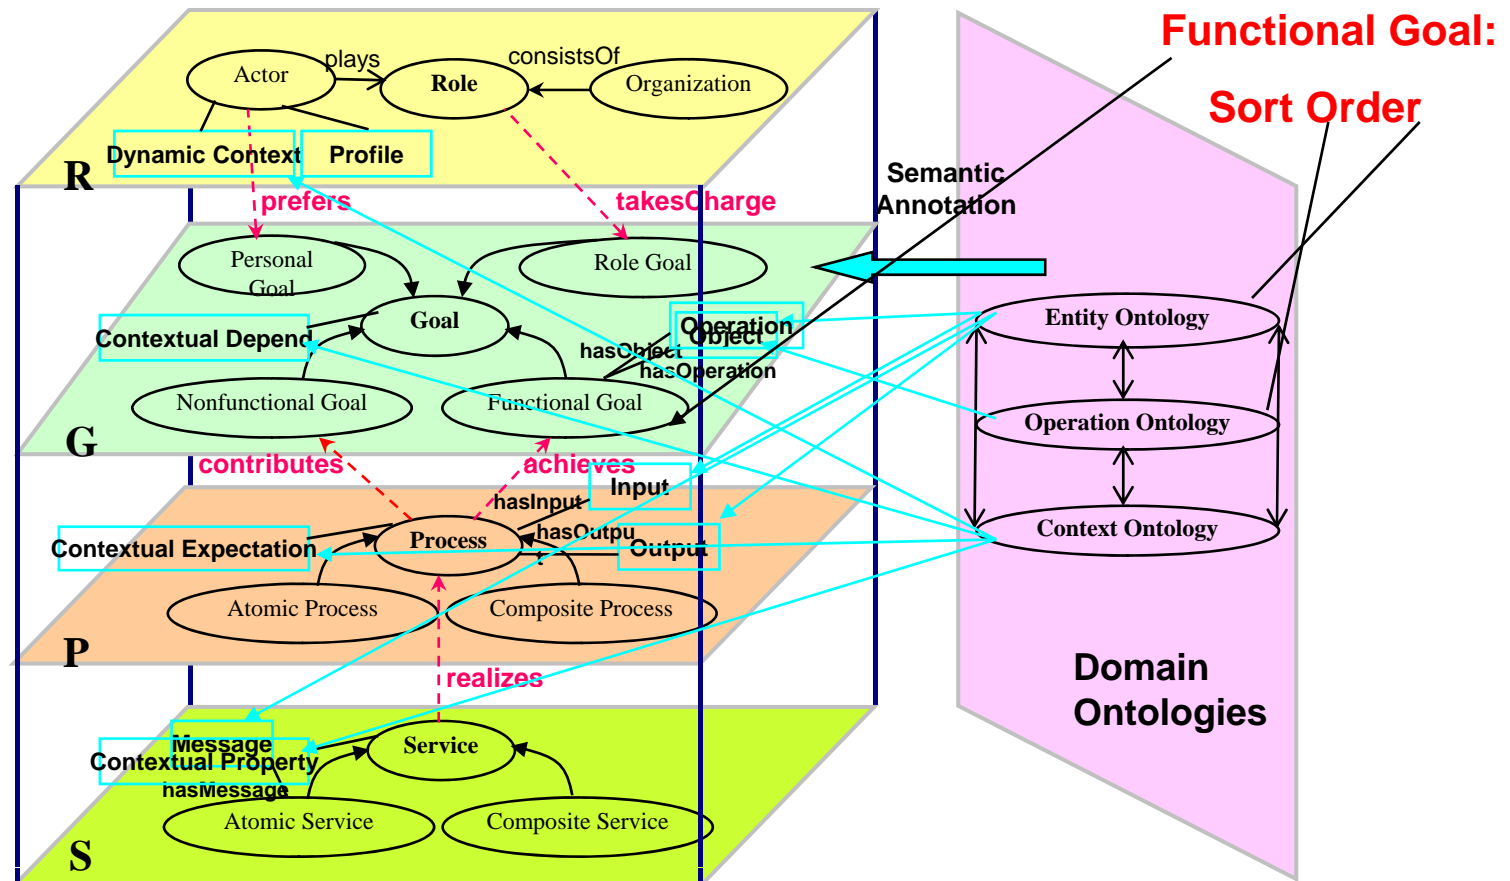 Functional Goal:
Sort Order
Actor
plays
Role
consistsOf
Organization
Dynamic Context
Profile
R
prefers
takesCharge
Semantic
Annotation
Personal
Goal
Role Goal
Goal
Contextual Depend
Operation
Object
hasObject
hasOperation
Nonfunctional Goal
Functional Goal
G
contributes
achieves
Input
hasInput
Contextual Expectation
Process
hasOutpu
t
Output
Atomic Process
Composite Process
P
realizes
Message
Contextual Property
hasMessage
Service
Atomic Service
Composite Service
S
Entity Ontology
Operation Ontology
Context Ontology
Domain
Ontologies